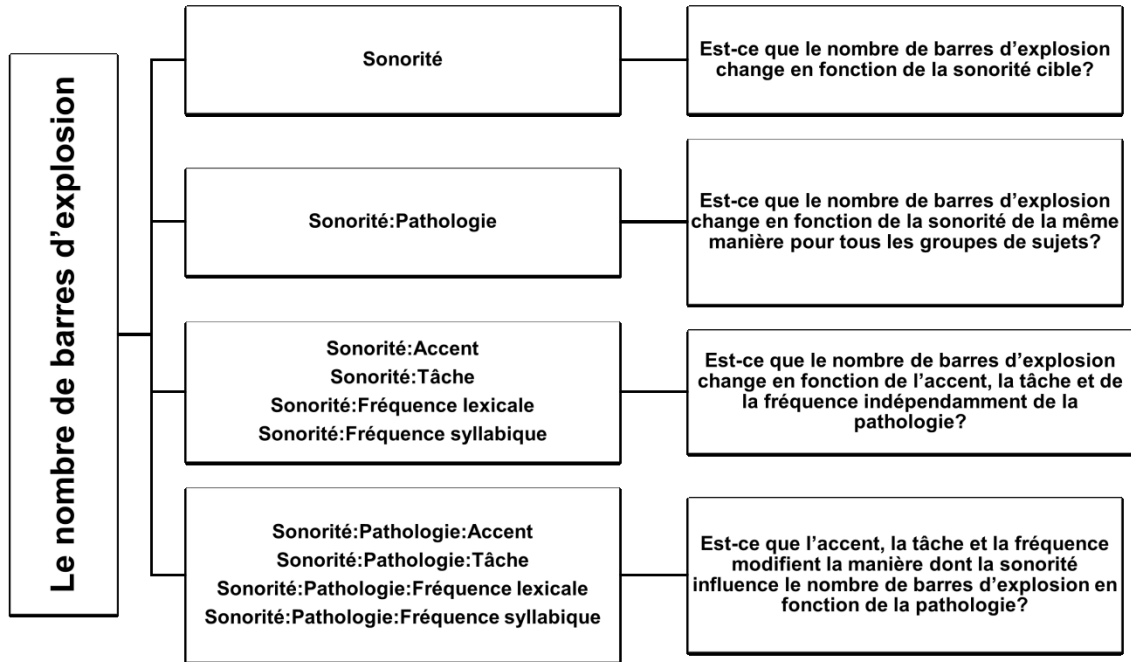 Le nombre de barres d’explosion
Sonorité
Est-ce que le nombre de barres d’explosion
change en fonction de la sonorité cible?
Sonorité:Pathologie
Est-ce que le nombre de barres d’explosion
change en fonction de la sonorité de la même
manière pour tous les groupes de sujets?
Sonorité:Accent
Sonorité:Tâche
Sonorité:Fréquence lexicale
Sonorité:Fréquence syllabique
Est-ce que le nombre de barres d’explosion
change en fonction de l’accent, la tâche et de
la fréquence indépendamment de la
pathologie?
Sonorité:Pathologie:Accent
Sonorité:Pathologie:Tâche
Sonorité:Pathologie:Fréquence lexicale
Sonorité:Pathologie:Fréquence syllabique
Est-ce que l’accent, la tâche et la fréquence
modifient la manière dont la sonorité
influence le nombre de barres d’explosion en
fonction de la pathologie?